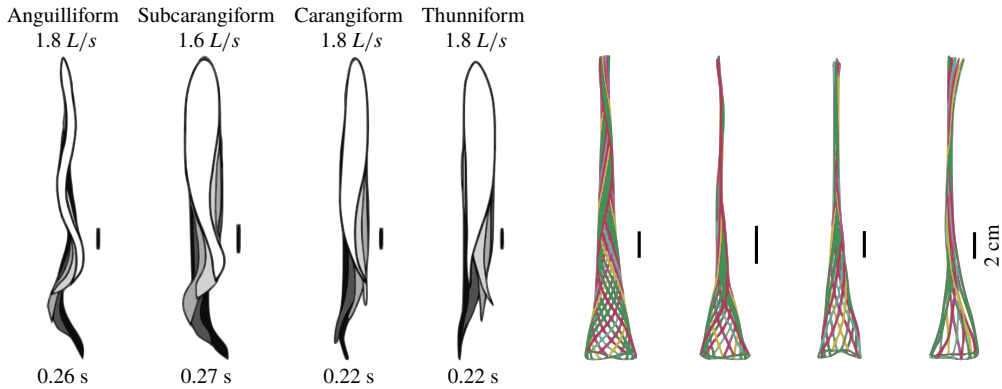 Anguilliform Subcarangiform Carangiform Thunniform
1.8 L/s 1.6 L/s 1.8 L/s 1.8 L/s
2 cm
0.26 s 0.27 s 0.22 s 0.22 s